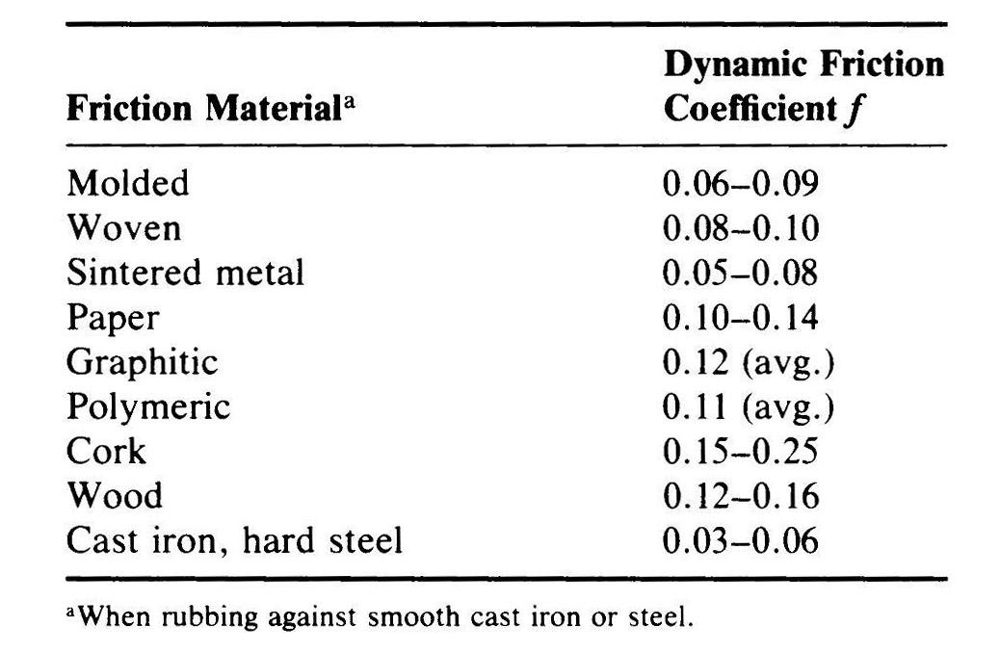 Dynamic Friction
Friction Materialᵃ Coefficient f
Molded 0.06–0.09
Woven 0.08–0.10
Sintered metal 0.05–0.08
Paper 0.10–0.14
Graphitic 0.12 (avg.)
Polymeric 0.11 (avg.)
Cork 0.15–0.25
Wood 0.12–0.16
Cast iron, hard steel 0.03–0.06
ᵃWhen rubbing against smooth cast iron or steel.